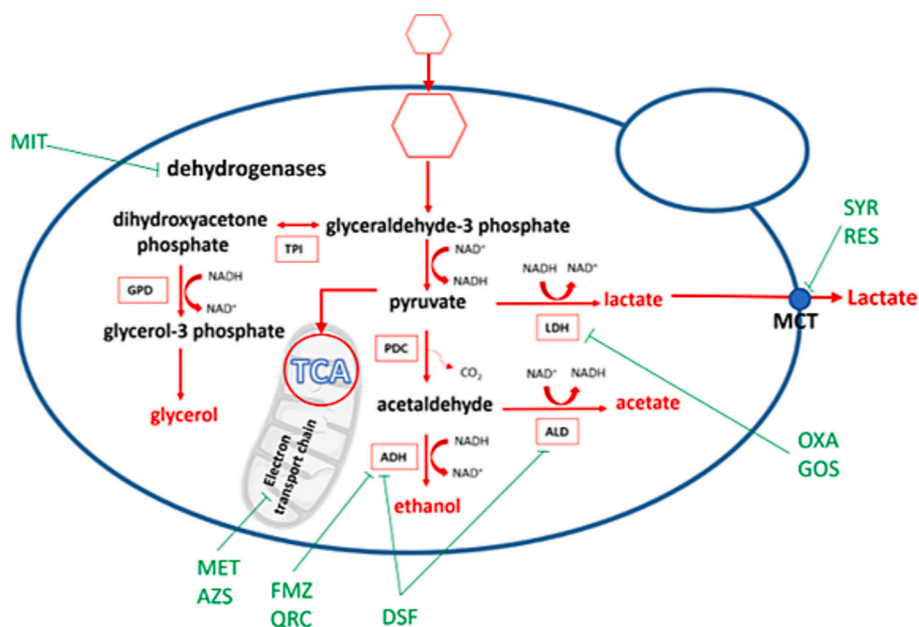 MIT
dehydrogenases
dihydroxyacetone
phosphate
TPI
glyceraldehyde-3 phosphate
SYR
RES
GPD
NADH
NAD⁺
NAD⁺
NADH
NADH NAD⁺
pyruvate
lactate
Lactate
MCT
LDH
glycerol-3 phosphate
PDC
CO₂
TCA
NAD⁺ NADH
glycerol
acetaldehyde
acetate
ALD
Electron
transport chain
ADH
NADH
NAD⁺
ethanol
OXA
GOS
MET
AZS
FMZ
QRC
DSF